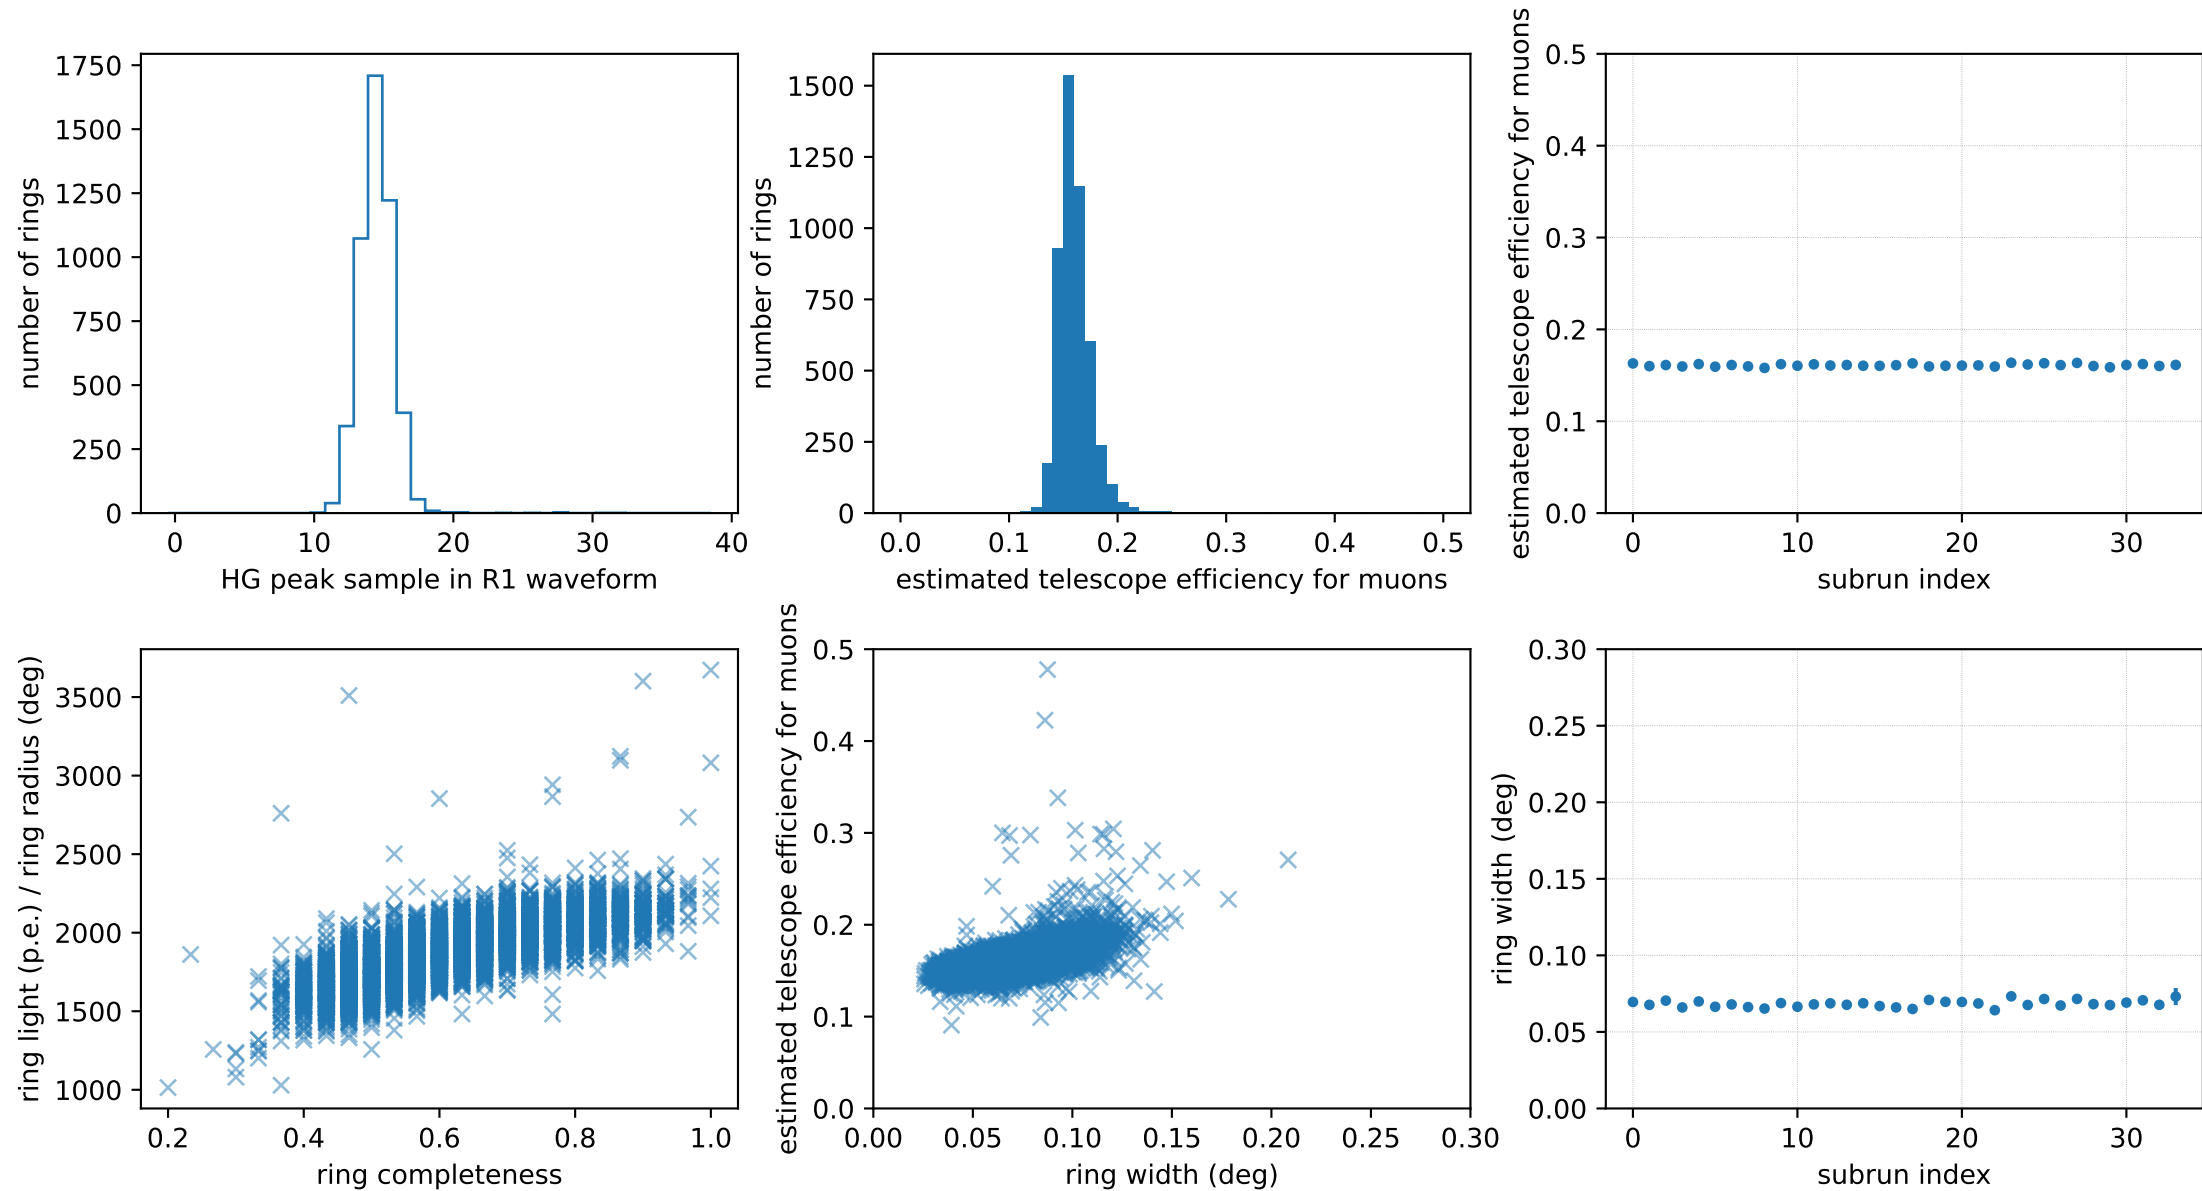 number of rings
1750
1500
1250
1000
750
500
250
0
0 10 20 30 40
HG peak sample in R1 waveform
number of rings
1500
1250
1000
750
500
250
0
0.0 0.1 0.2 0.3 0.4 0.5
estimated telescope efficiency for muons
estimated telescope efficiency for muons
0.5
0.4
0.3
0.2
0.1
0.0
0 10 20 30
subrun index
ring light (p.e.) / ring radius (deg)
3500
3000
2500
2000
1500
1000
0.2 0.4 0.6 0.8 1.0
ring completeness
estimated telescope efficiency for muons
0.5
0.4
0.3
0.2
0.1
0.0
0.00 0.05 0.10 0.15 0.20 0.25 0.30
ring width (deg)
ring width (deg)
0.30
0.25
0.20
0.15
0.10
0.05
0.00
0 10 20 30
subrun index